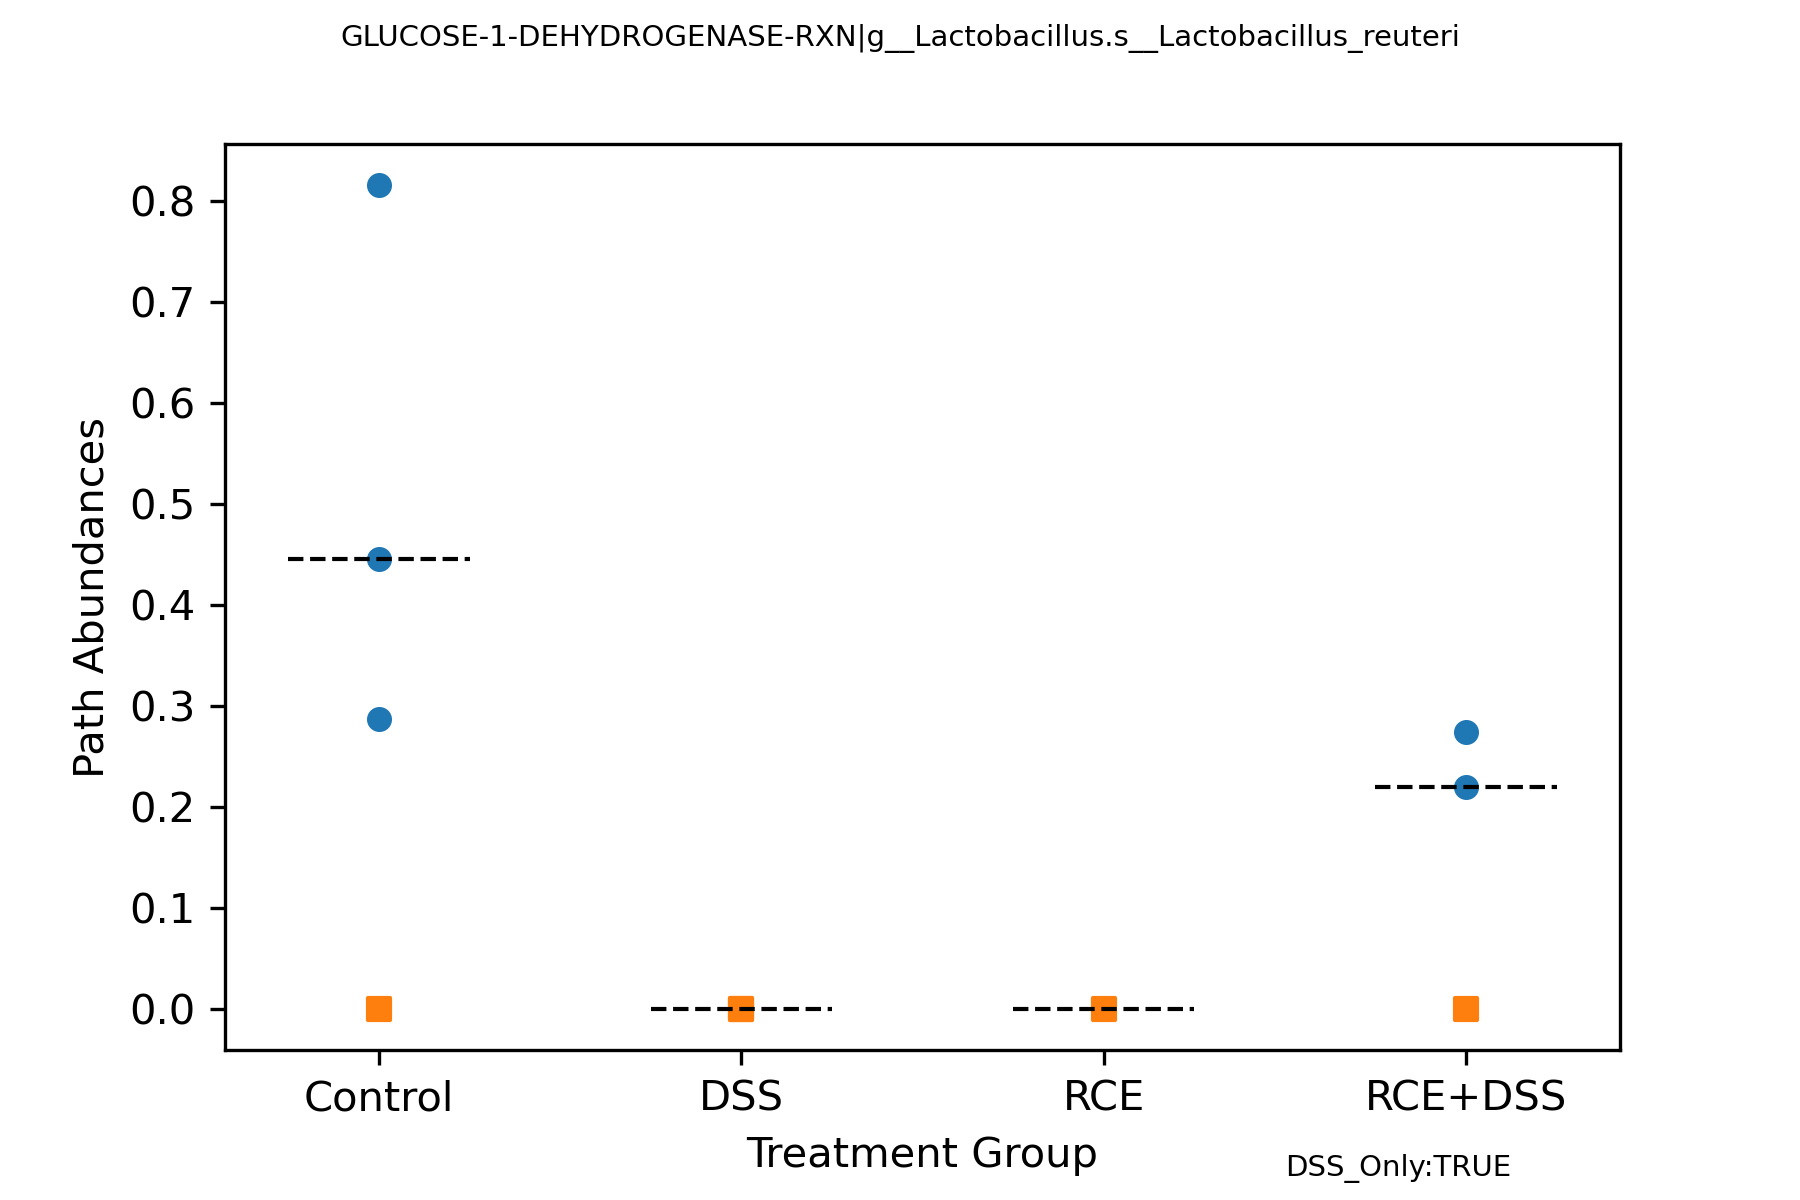 GLUCOSE-1-DEHYDROGENASE-RXN|g__Lactobacillus.s__Lactobacillus_reuteri
Path Abundances
0.8
0.7
0.6
0.5
0.4
0.3
0.2
0.1
0.0
Control DSS RCE RCE+DSS
Treatment Group
DSS_Only:TRUE